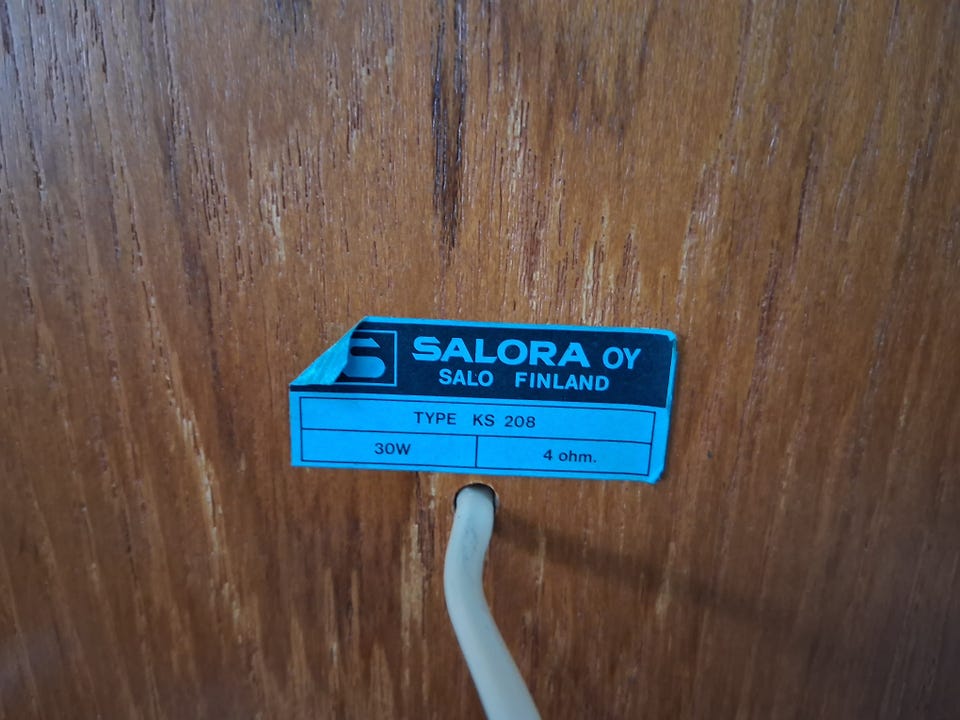 S
SALORA OY
SALO FINLAND
TYPE KS 208
30W 4 ohm.